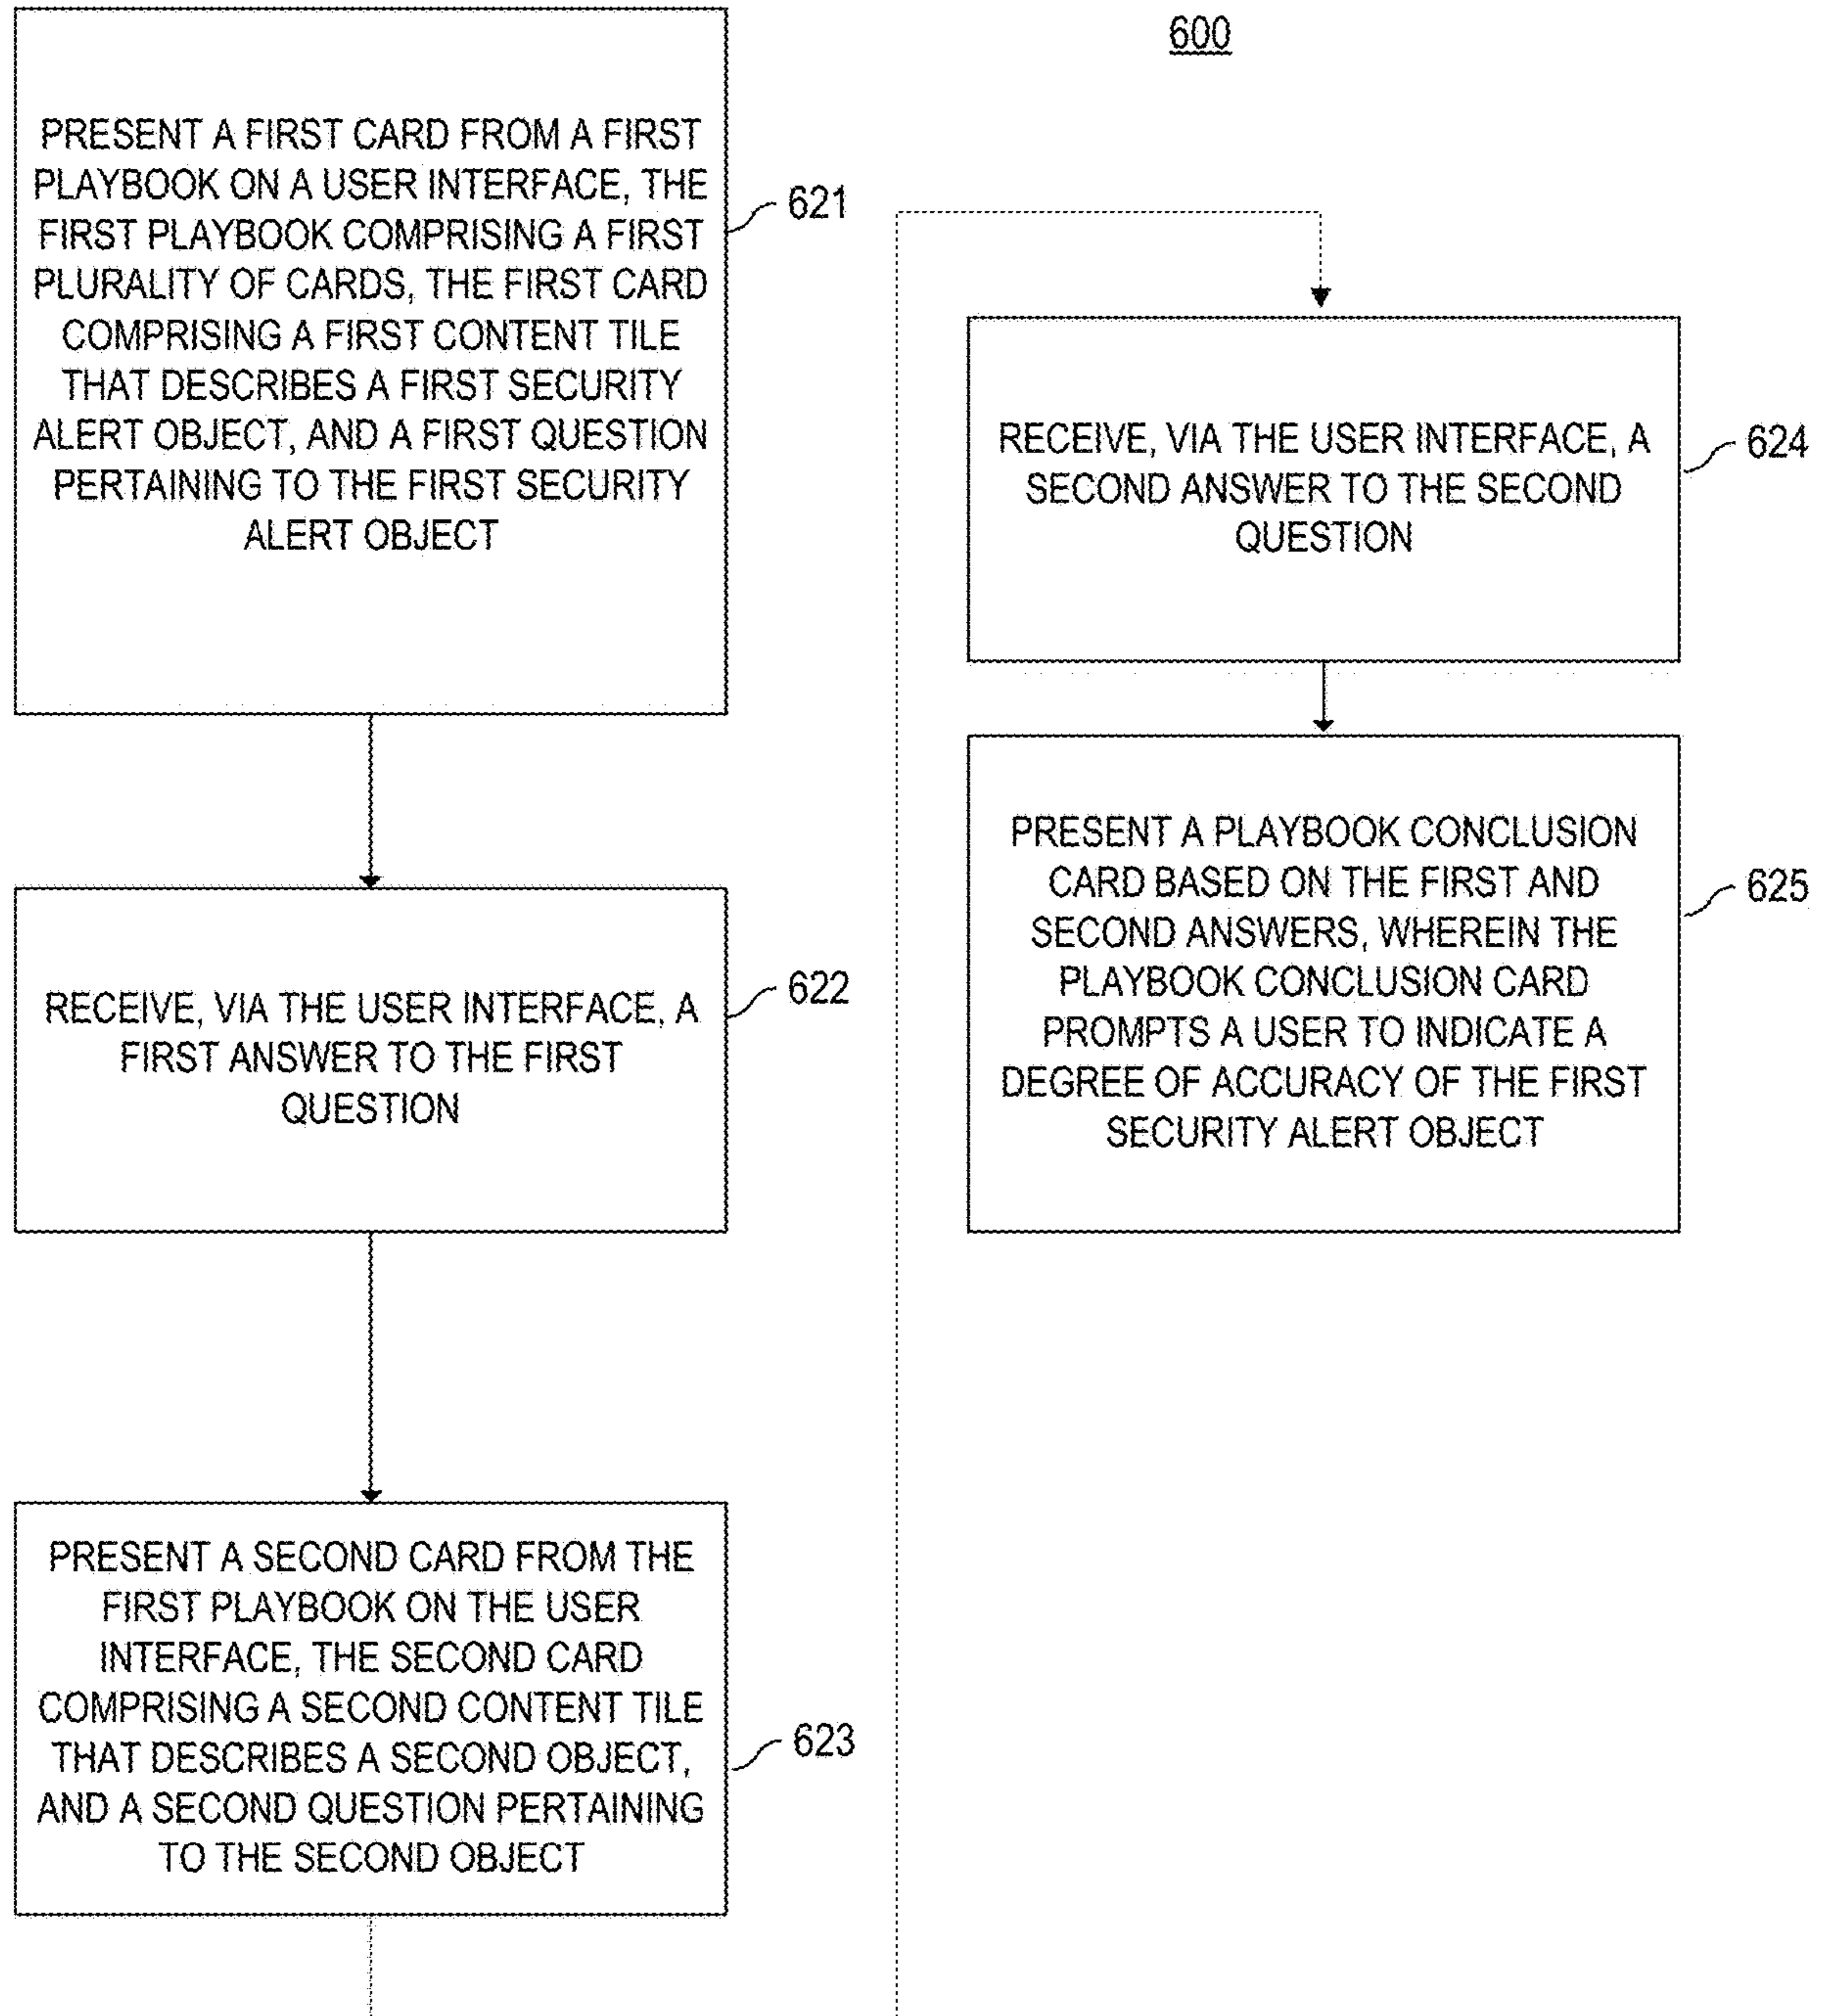 600
PRESENT A FIRST CARD FROM A FIRST
PLAYBOOK ON A USER INTERFACE, THE
FIRST PLAYBOOK COMPRISING A FIRST
PLURALITY OF CARDS, THE FIRST CARD
COMPRISING A FIRST CONTENT TILE
THAT DESCRIBES A FIRST SECURITY
ALERT OBJECT, AND A FIRST QUESTION
PERTAINING TO THE FIRST SECURITY
ALERT OBJECT
621
RECEIVE, VIA THE USER INTERFACE, A
FIRST ANSWER TO THE FIRST
QUESTION
622
PRESENT A SECOND CARD FROM THE
FIRST PLAYBOOK ON THE USER
INTERFACE, THE SECOND CARD
COMPRISING A SECOND CONTENT TILE
THAT DESCRIBES A SECOND OBJECT,
AND A SECOND QUESTION PERTAINING
TO THE SECOND OBJECT
623
RECEIVE, VIA THE USER INTERFACE, A
SECOND ANSWER TO THE SECOND
QUESTION
624
PRESENT A PLAYBOOK CONCLUSION
CARD BASED ON THE FIRST AND
SECOND ANSWERS, WHEREIN THE
PLAYBOOK CONCLUSION CARD
PROMPTS A USER TO INDICATE A
DEGREE OF ACCURACY OF THE FIRST
SECURITY ALERT OBJECT
625